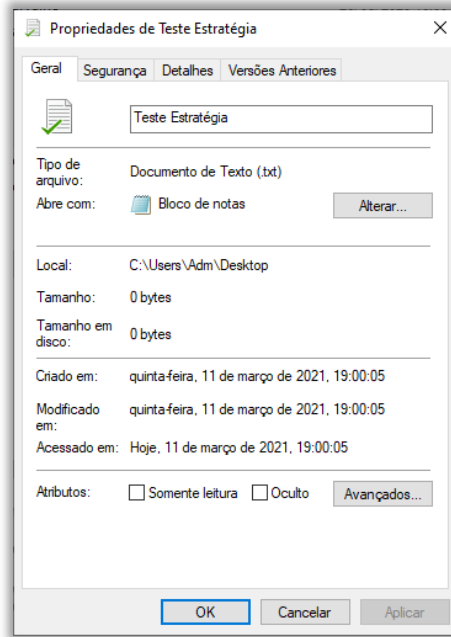 Propriedades de Teste Estratégia
Geral Segurança Detalhes Versões Anteriores
Teste Estratégia
Tipo de arquivo: Documento de Texto (.txt)
Abre com: Bloco de notas Alterar...
Local: C:\Users\Adm\Desktop
Tamanho: 0 bytes
Tamanho em disco: 0 bytes
Criado em: quinta-feira, 11 de março de 2021, 19:00:05
Modificado em: quinta-feira, 11 de março de 2021, 19:00:05
Acessado em: Hoje, 11 de março de 2021, 19:00:05
Atributos: Somente leitura Oculto Avançados...
OK Cancelar Aplicar